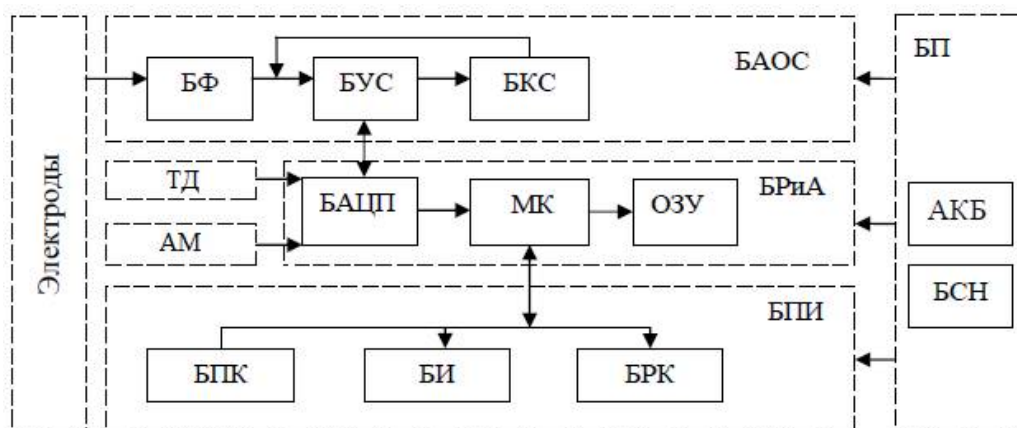 Электроды
БФ
БУС
БКС
БАОС
БП
ТД
АМ
БАЦП
МК
ОЗУ
БРиА
АКБ
БСН
БПИ
БПК
БИ
БРК